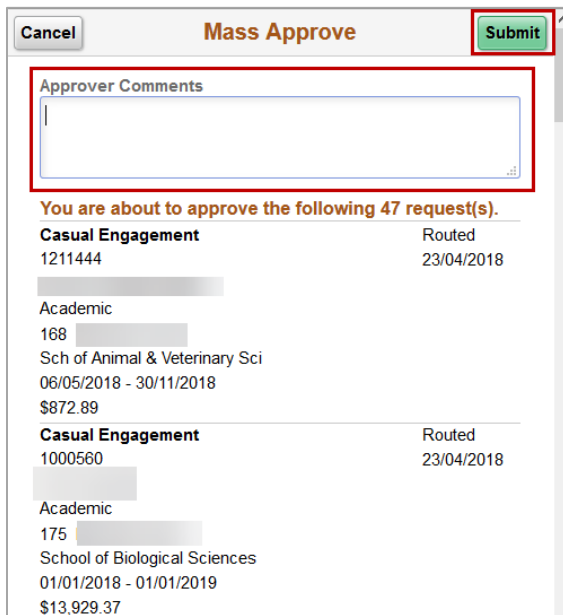 Cancel Mass Approve Submit
Approver Comments
You are about to approve the following 47 request(s).
Casual Engagement Routed
1211444 23/04/2018
Academic
168
Sch of Animal & Veterinary Sci
06/05/2018 - 30/11/2018
$872.89
Casual Engagement Routed
1000560 23/04/2018
Academic
175
School of Biological Sciences
01/01/2018 - 01/01/2019
$13,929.37